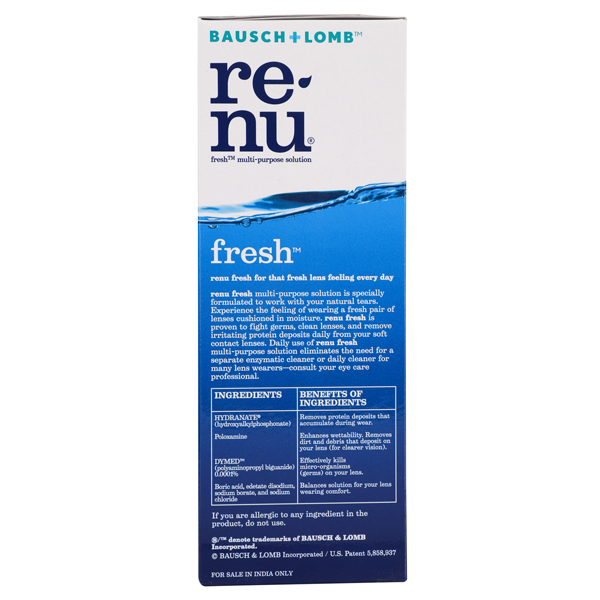 BAUSCH + LOMB™
re
nu®
fresh™ multi-purpose solution
fresh™
renu fresh for that fresh lens feeling every day
renu fresh multi-purpose solution is specially
formulated to work with your natural tears.
Experience the feeling of wearing a fresh pair of
lenses cushioned in moisture. renu fresh is
proven to fight germs, clean lenses, and remove
irritating protein deposits daily from your soft
contact lenses. Daily use of renu fresh
multi-purpose solution eliminates the need for a
separate enzymatic cleaner or daily cleaner for
many lens wearers—consult your eye care
professional.
INGREDIENTS
BENEFITS OF
INGREDIENTS
HYDRANATE®
(hydroxyalkylphosphonate)
Removes protein deposits that
accumulate during wear.
Poloxamine
Enhances wettability. Removes
dirt and debris that deposit on
your lens (for clearer vision).
DYMED™
(polyaminopropyl biguanide)
0.0001%
Effectively kills
micro-organisms
(germs) on your lens.
Boric acid, edetate disodium,
sodium borate, and sodium
chloride
Balances solution for your lens
wearing comfort.
If you are allergic to any ingredient in the
product, do not use.
®/™ denote trademarks of BAUSCH & LOMB
Incorporated.
© BAUSCH & LOMB Incorporated / U.S. Patent 5,858,937
FOR SALE IN INDIA ONLY